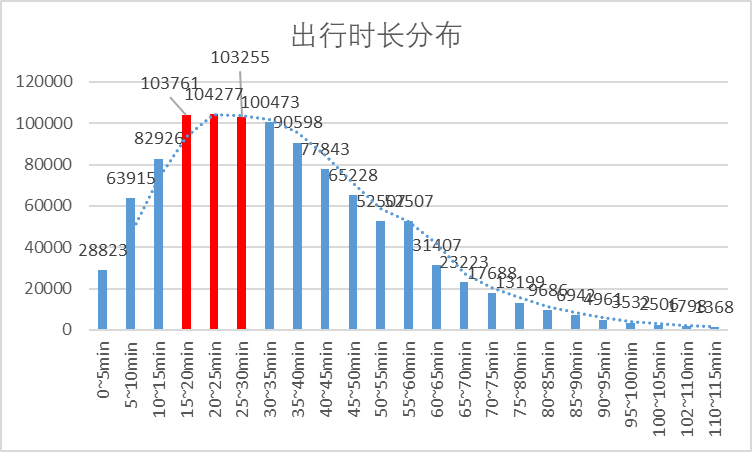 出行时长分布
120000
100000
80000
60000
40000
20000
0
28823
63915
82926
103761
104277
103255
100473
90598
77843
65228
52507
52507
31407
23223
17688
13199
9686
6942
4961
3532
2506
1798
1368
0~5min
5~10min
10~15min
15~20min
20~25min
25~30min
30~35min
35~40min
40~45min
45~50min
50~55min
55~60min
60~65min
65~70min
70~75min
75~80min
80~85min
85~90min
90~95min
95~100min
100~105min
102~110min
110~115min